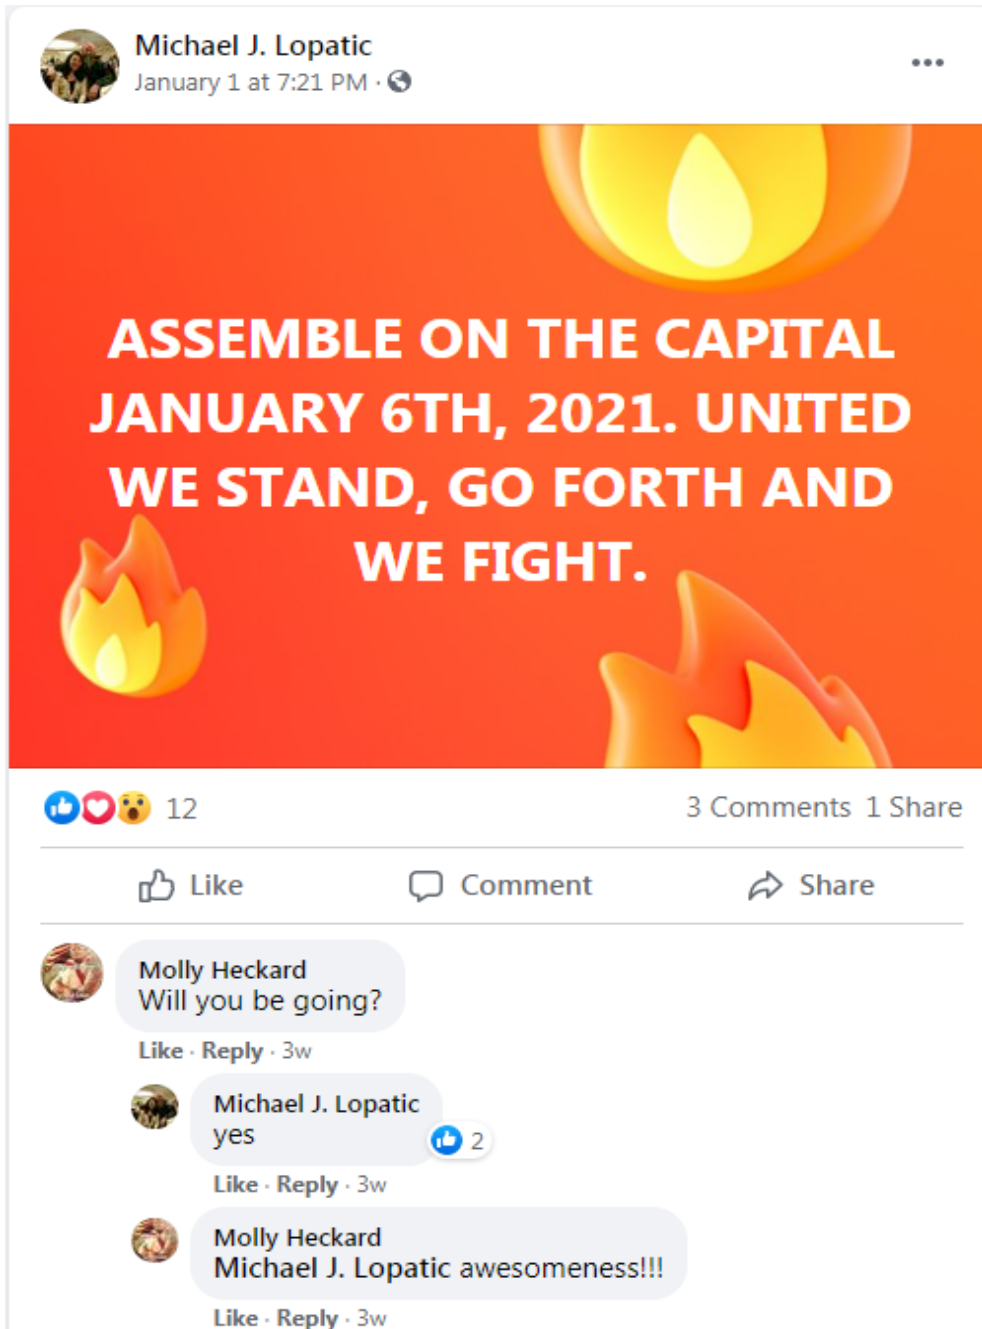 Michael J. Lopatic
January 1 at 7:21 PM ·
ASSEMBLE ON THE CAPITAL
JANUARY 6TH, 2021. UNITED
WE STAND, GO FORTH AND
WE FIGHT.
12
3 Comments 1 Share
Like
Comment
Share
Molly Heckard
Will you be going?
Like · Reply · 3w
Michael J. Lopatic
yes
2
Like · Reply · 3w
Molly Heckard
Michael J. Lopatic awesomeness!!!
Like · Reply · 3w